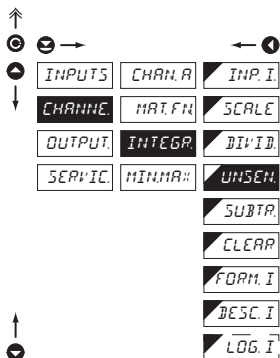 INPUTS CHAN. A INP. I.
CHANNE. MAT. FN. SCALE
OUTPUT. INTEGR. DIVID.
SERVIC. MIN.MAX UNSEN.
SUBTR.
CLEAR
FORM. I
DESC. I
LOG. I